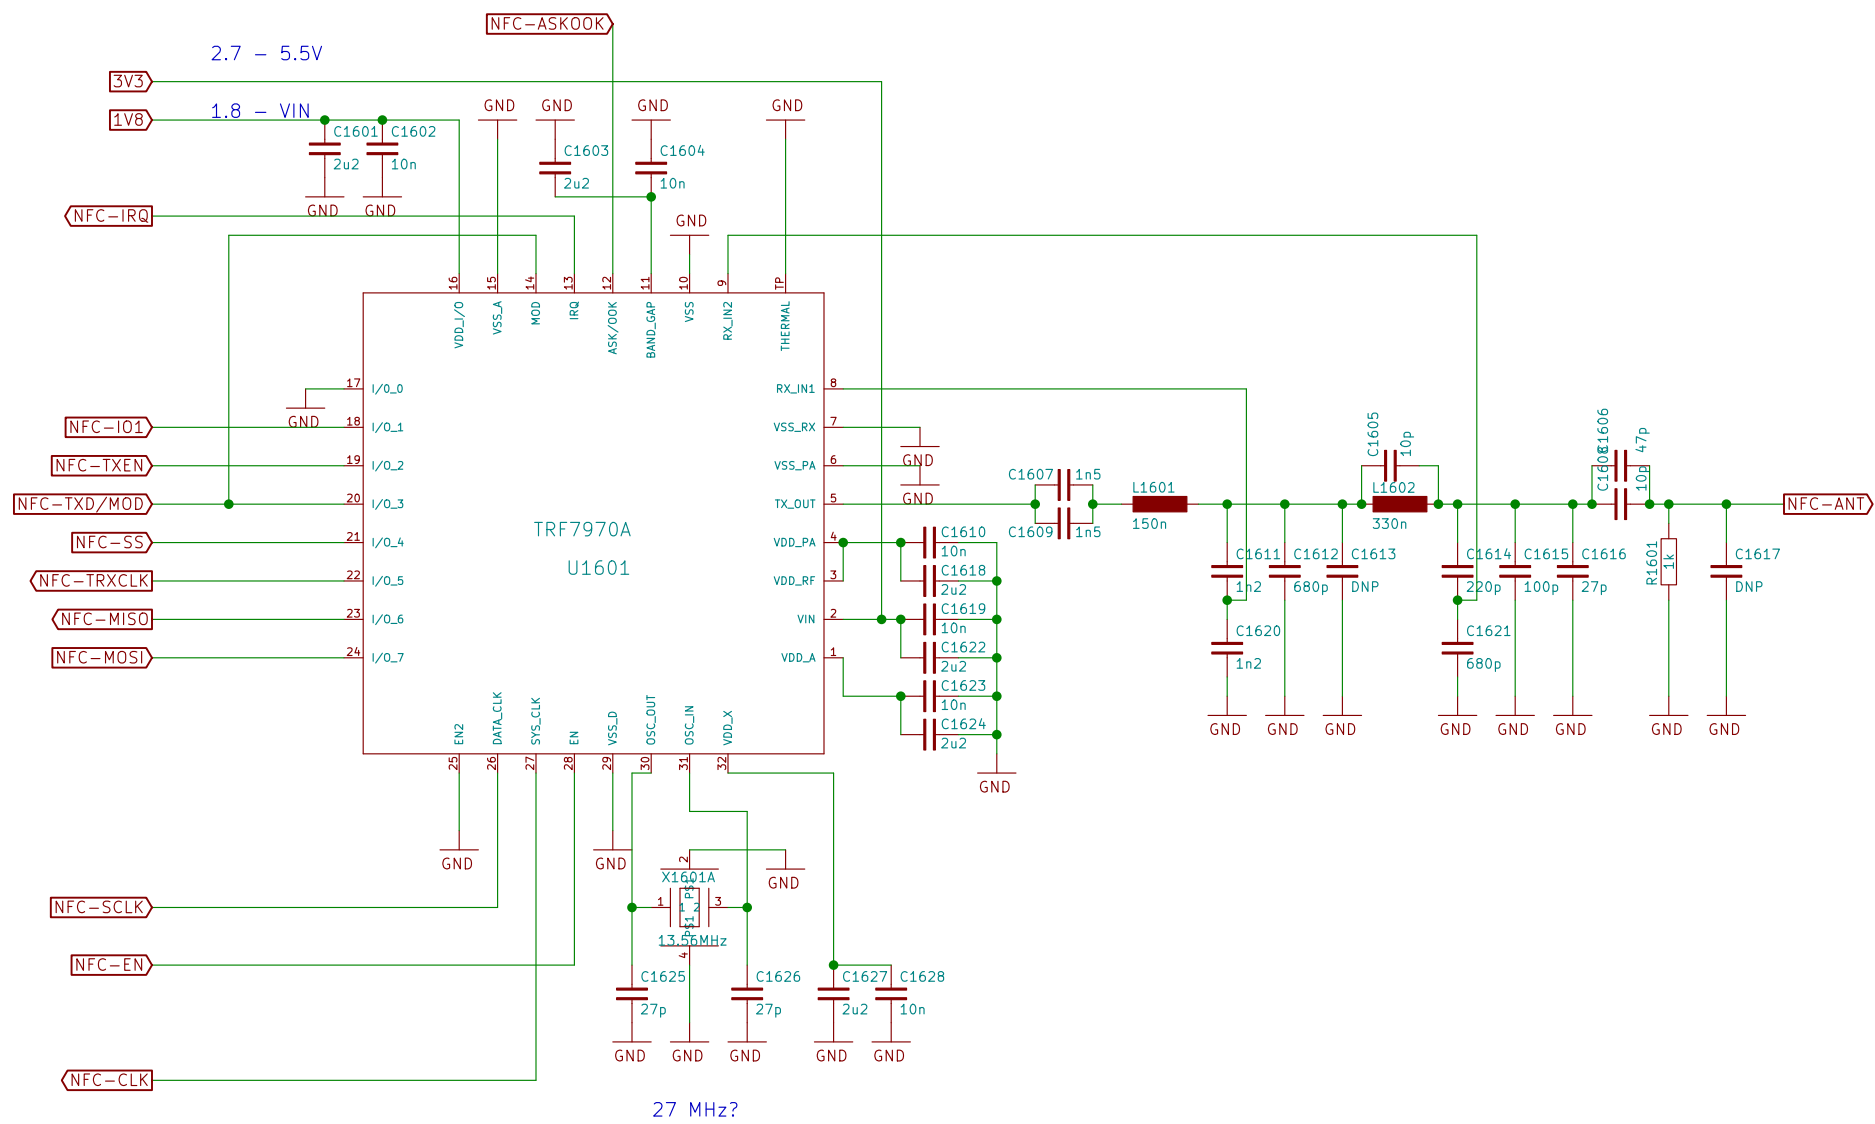 NFC-ASKOOK
2.7 - 5.5V
3V3
1.8 - VIN
1V8
GND GND GND GND
C1601 C1602
2u2 10n
C1603 C1604
2u2 10n
GND GND
NFC-IRQ
GND
16 15 14 13 12 11 10 9 TP
VDD_I/O VSS_A MOD IRQ ASK/OOK BAND_GAP VSS RX_IN2 THERMAL
17 I/O_0
GND
NFC-IO1 18 I/O_1
NFC-TXEN 19 I/O_2
NFC-TXD/MOD 20 I/O_3
NFC-SS 21 I/O_4
NFC-TRXCLK 22 I/O_5
NFC-MISO 23 I/O_6
NFC-MOSI 24 I/O_7
TRF7970A
U1601
RX_IN1 8
VSS_RX 7
GND
VSS_PA 6
GND
TX_OUT 5
VDD_PA 4
VDD_RF 3
VIN 2
VDD_A 1
C1607 1n5
C1609 1n5
L1601
150n
C1605 10p
L1602
330n
C1606 47p
C1608 10p
NFC-ANT
C1610
10n
C1618
2u2
C1619
10n
C1622
2u2
C1623
10n
C1624
2u2
GND
C1611 C1612 C1613
1n2 680p DNP
C1620
1n2
C1614 C1615 C1616
220p 100p 27p
C1621
680p
R1601 1k
C1617
DNP
GND GND GND GND GND GND GND GND
EN2 DATA_CLK SYS_CLK EN VSS_D OSC_OUT OSC_IN VDD_X
25 26 27 28 29 30 31 32
GND GND
2
GND
X1601A
PS1
1 1 2 3
PS1
13.56MHz
4
NFC-SCLK
NFC-EN
C1625 C1626 C1627 C1628
27p 27p 2u2 10n
GND GND GND GND GND
NFC-CLK
27 MHz?